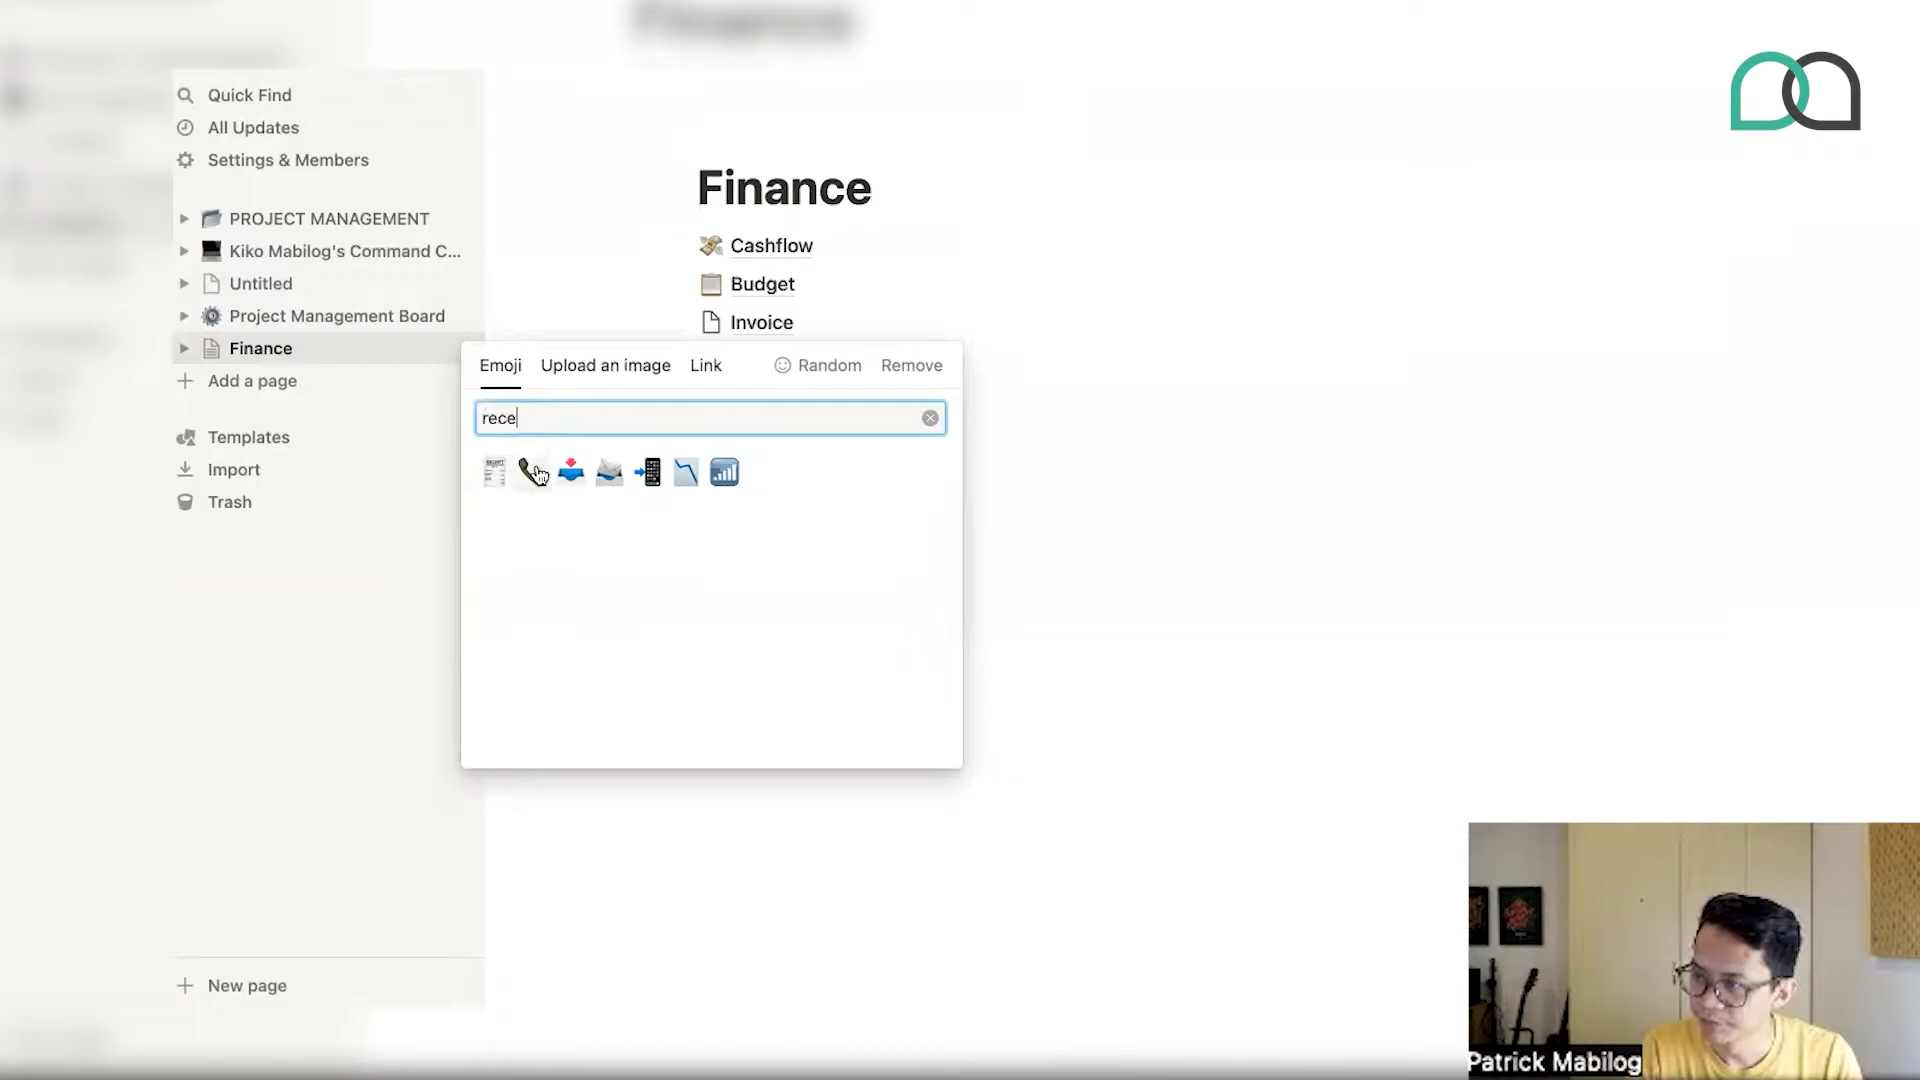 Finance
Quick Find
All Updates
Settings & Members
PROJECT MANAGEMENT
Kiko Mabilog's Command C...
Untitled
Project Management Board
Finance
Add a page
Templates
Import
Trash
New page
Finance
Cashflow
Budget
Invoice
Emoji Upload an image Link Random Remove
rece
Patrick Mabilog